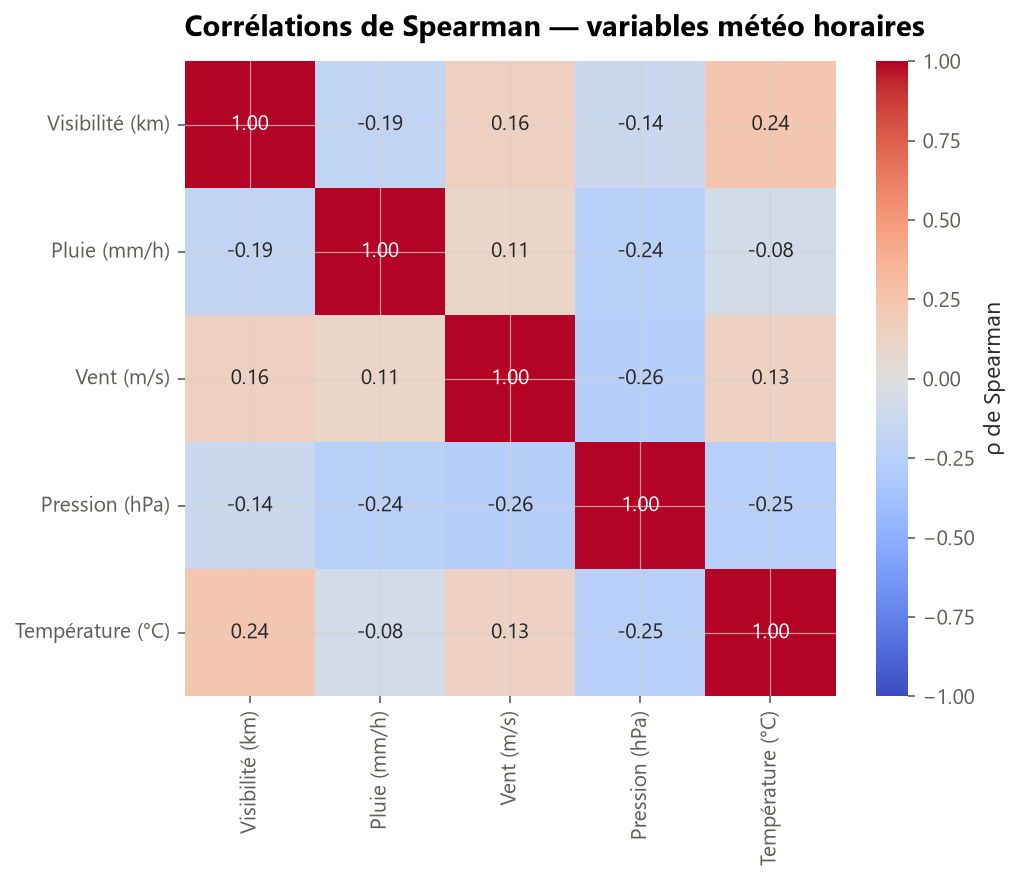 Corrélations de Spearman — variables météo horaires
Visibilité (km) 1.00 -0.19 0.16 -0.14 0.24
Pluie (mm/h) -0.19 1.00 0.11 -0.24 -0.08
Vent (m/s) 0.16 0.11 1.00 -0.26 0.13
Pression (hPa) -0.14 -0.24 -0.26 1.00 -0.25
Température (°C) 0.24 -0.08 0.13 -0.25 1.00
Visibilité (km)
Pluie (mm/h)
Vent (m/s)
Pression (hPa)
Température (°C)
1.00
0.75
0.50
0.25
0.00
−0.25
−0.50
−0.75
−1.00
ρ de Spearman